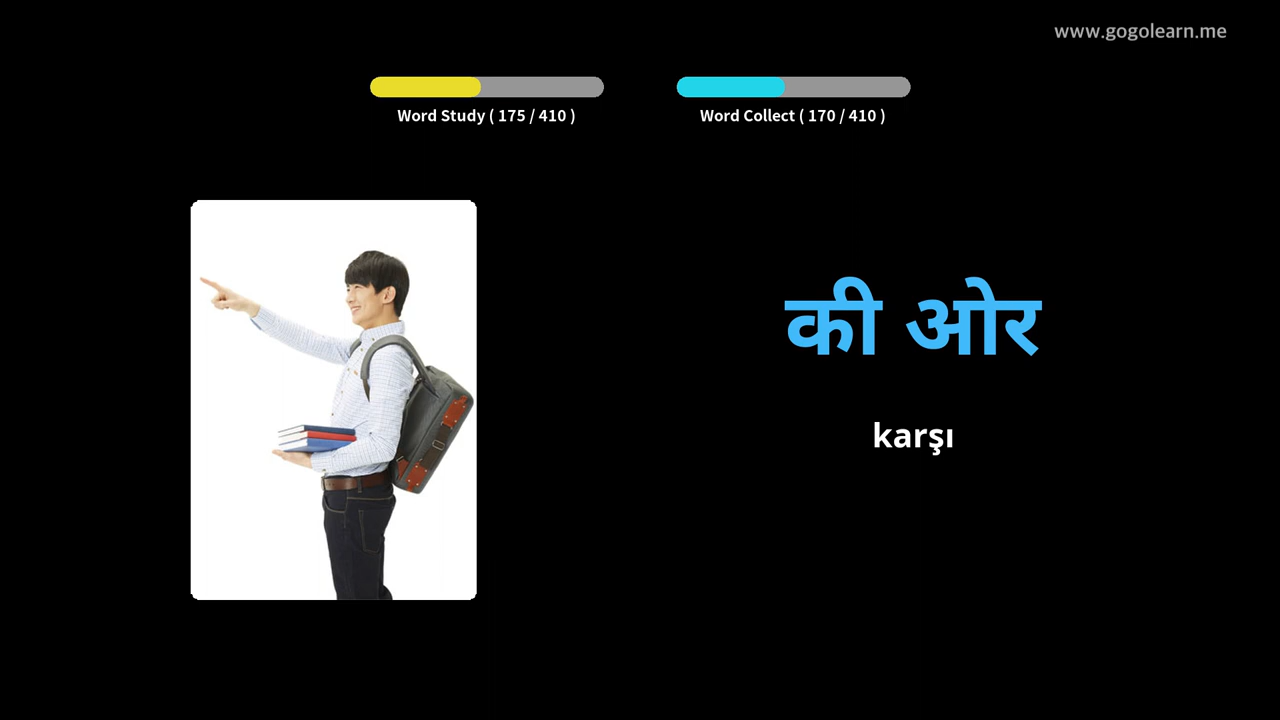 www.gogolearn.me
Word Study ( 175 / 410 )
Word Collect ( 170 / 410 )
की ओर
karşı